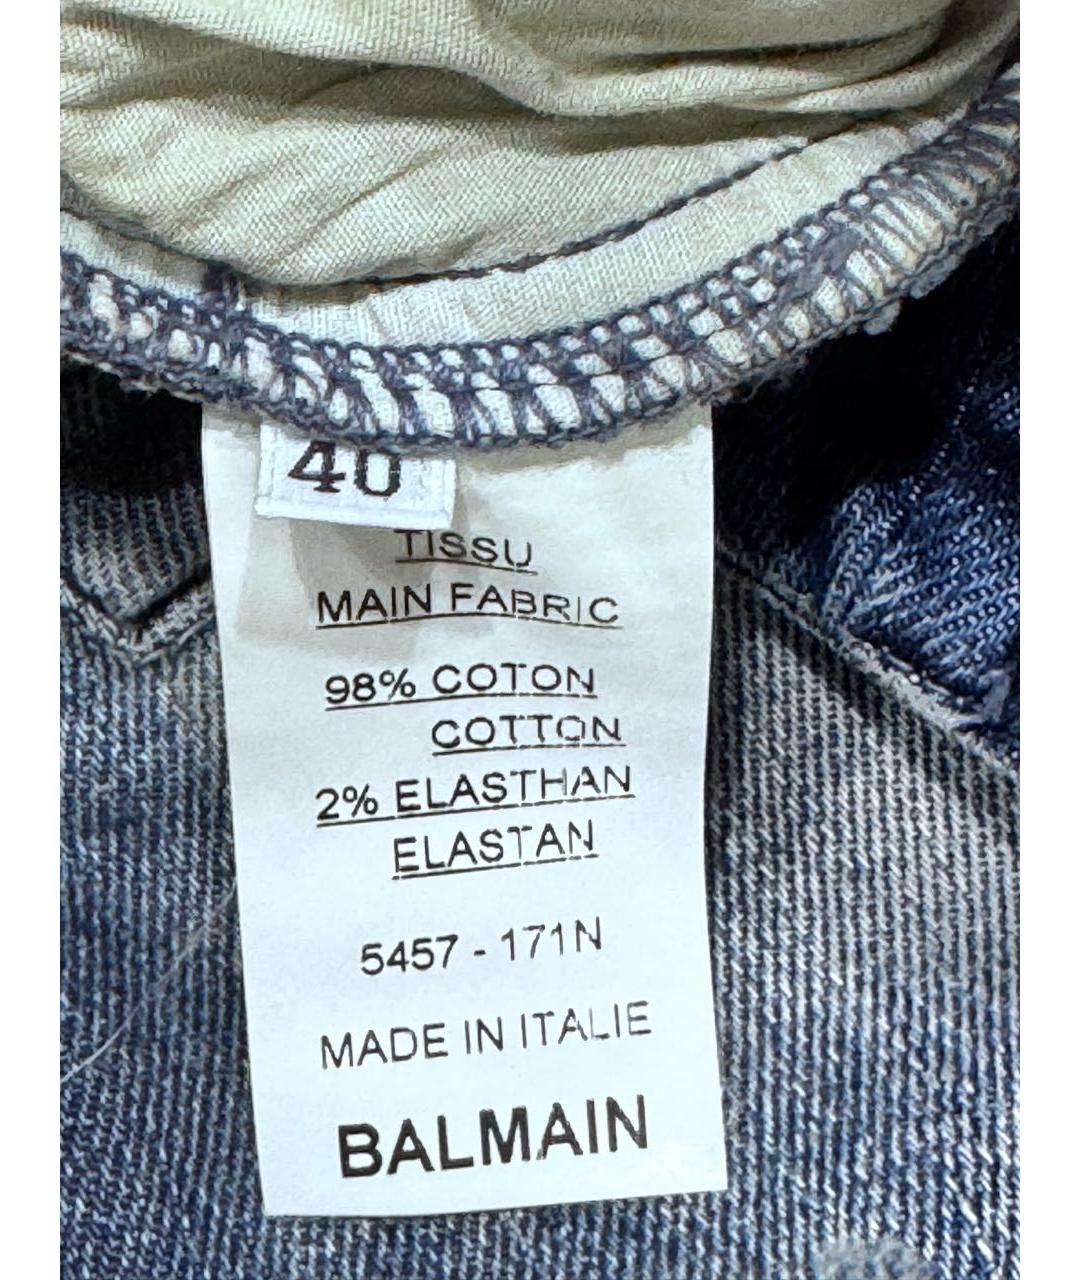 40
TISSU
MAIN FABRIC
98% COTON
COTTON
2% ELASTHAN
ELASTAN
5457 - 171N
MADE IN ITALIE
BALMAIN